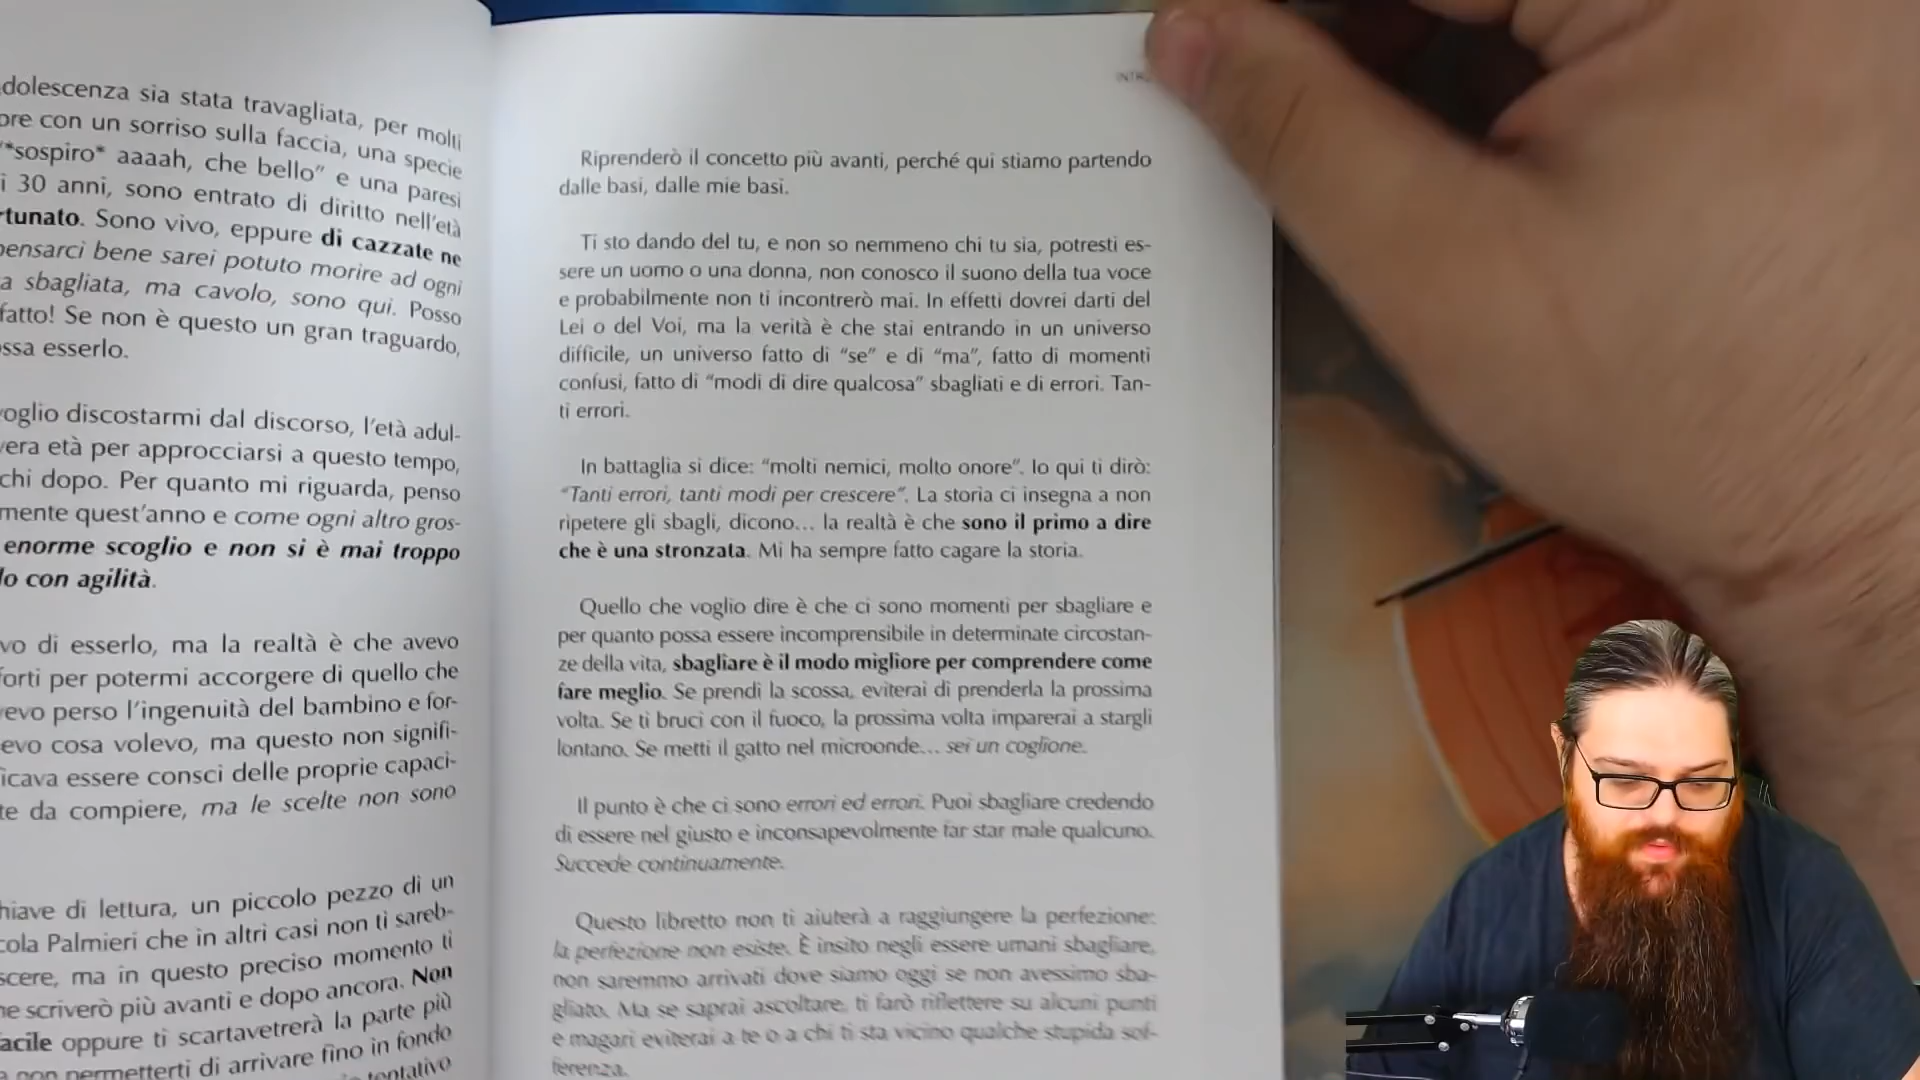 dolescenza sia stata travagliata, per molti
pre con un sorriso sulla faccia, una specie
"*sospiro* aaaah, che bello" e una paresi
i 30 anni, sono entrato di diritto nell'età
rtunato. Sono vivo, eppure di cazzate ne
pensarci bene sarei potuto morire ad ogni
a sbagliata, ma cavolo, sono qui. Posso
fatto! Se non è questo un gran traguardo,
ossa esserlo.
voglio discostarmi dal discorso, l'età adul-
vera età per approcciarsi a questo tempo,
chi dopo. Per quanto mi riguarda, penso
mente quest'anno e come ogni altro gros-
enorme scoglio e non si è mai troppo
lo con agilità.
vo di esserlo, ma la realtà è che avevo
forti per potermi accorgere di quello che
vevo perso l'ingenuità del bambino e for-
evo cosa volevo, ma questo non signifi-
icava essere consci delle proprie capaci-
te da compiere, ma le scelte non sono
hiave di lettura, un piccolo pezzo di un
cola Palmieri che in altri casi non ti sareb-
scere, ma in questo preciso momento ti
ne scriverò più avanti e dopo ancora. Non
acile oppure ti scartavetrerà la parte più
a non permetterti di arrivare fino in fondo
tentativo
INTR
Riprenderò il concetto più avanti, perché qui stiamo partendo
dalle basi, dalle mie basi.
Ti sto dando del tu, e non so nemmeno chi tu sia, potresti es-
sere un uomo o una donna, non conosco il suono della tua voce
e probabilmente non ti incontrerò mai. In effetti dovrei darti del
Lei o del Voi, ma la verità è che stai entrando in un universo
difficile, un universo fatto di "se" e di "ma", fatto di momenti
confusi, fatto di "modi di dire qualcosa" sbagliati e di errori. Tan-
ti errori.
In battaglia si dice: "molti nemici, molto onore". Io qui ti dirò:
"Tanti errori, tanti modi per crescere". La storia ci insegna a non
ripetere gli sbagli, dicono... la realtà è che sono il primo a dire
che è una stronzata. Mi ha sempre fatto cagare la storia.
Quello che voglio dire è che ci sono momenti per sbagliare e
per quanto possa essere incomprensibile in determinate circostan-
ze della vita, sbagliare è il modo migliore per comprendere come
fare meglio. Se prendi la scossa, eviterai di prenderla la prossima
volta. Se ti bruci con il fuoco, la prossima volta imparerai a stargli
lontano. Se metti il gatto nel microonde... sei un coglione.
Il punto è che ci sono errori ed errori. Puoi sbagliare credendo
di essere nel giusto e inconsapevolmente far star male qualcuno.
Succede continuamente.
Questo libretto non ti aiuterà a raggiungere la perfezione:
la perfezione non esiste. È insito negli essere umani sbagliare,
non saremmo arrivati dove siamo oggi se non avessimo sba-
gliato. Ma se saprai ascoltare, ti farò riflettere su alcuni punti
e magari eviterai a te o a chi ti sta vicino qualche stupida sof-
ferenza.